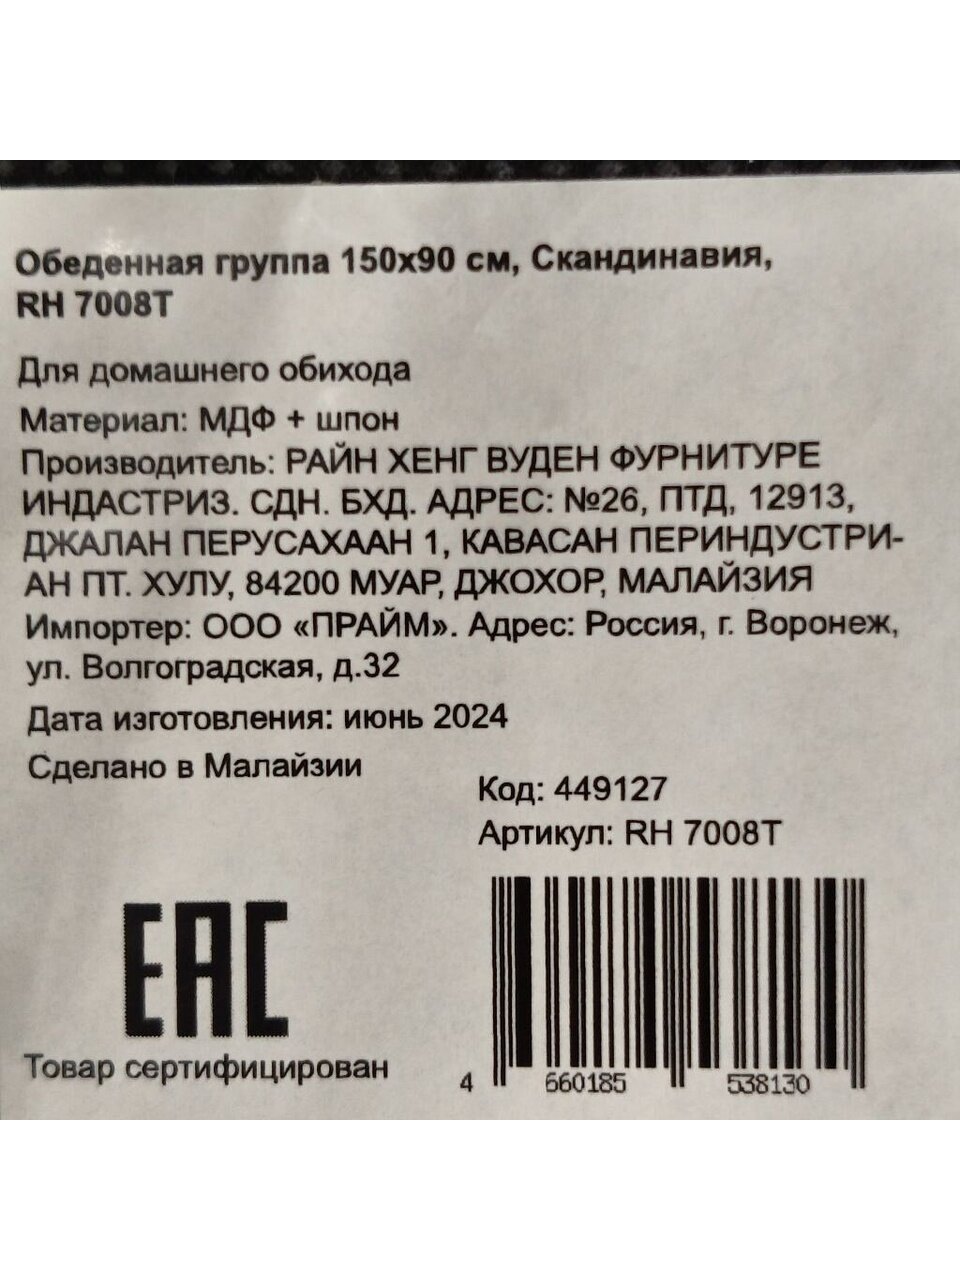 Обеденная группа 150x90 см, Скандинавия,
RH 7008T
Для домашнего обихода
Материал: МДФ + шпон
Производитель: РАЙН ХЕНГ ВУДЕН ФУРНИТУРЕ
ИНДАСТРИЗ. СДН. БХД. АДРЕС: №26, ПТД, 12913,
ДЖАЛАН ПЕРУСАХААН 1, КАВАСАН ПЕРИНДУСТРИ-
АН ПТ. ХУЛУ, 84200 МУАР, ДЖОХОР, МАЛАЙЗИЯ
Импортер: ООО «ПРАЙМ». Адрес: Россия, г. Воронеж,
ул. Волгоградская, д.32
Дата изготовления: июнь 2024
Сделано в Малайзии
Код: 449127
Артикул: RH 7008T
EAC
Товар сертифицирован
4 660185 538130